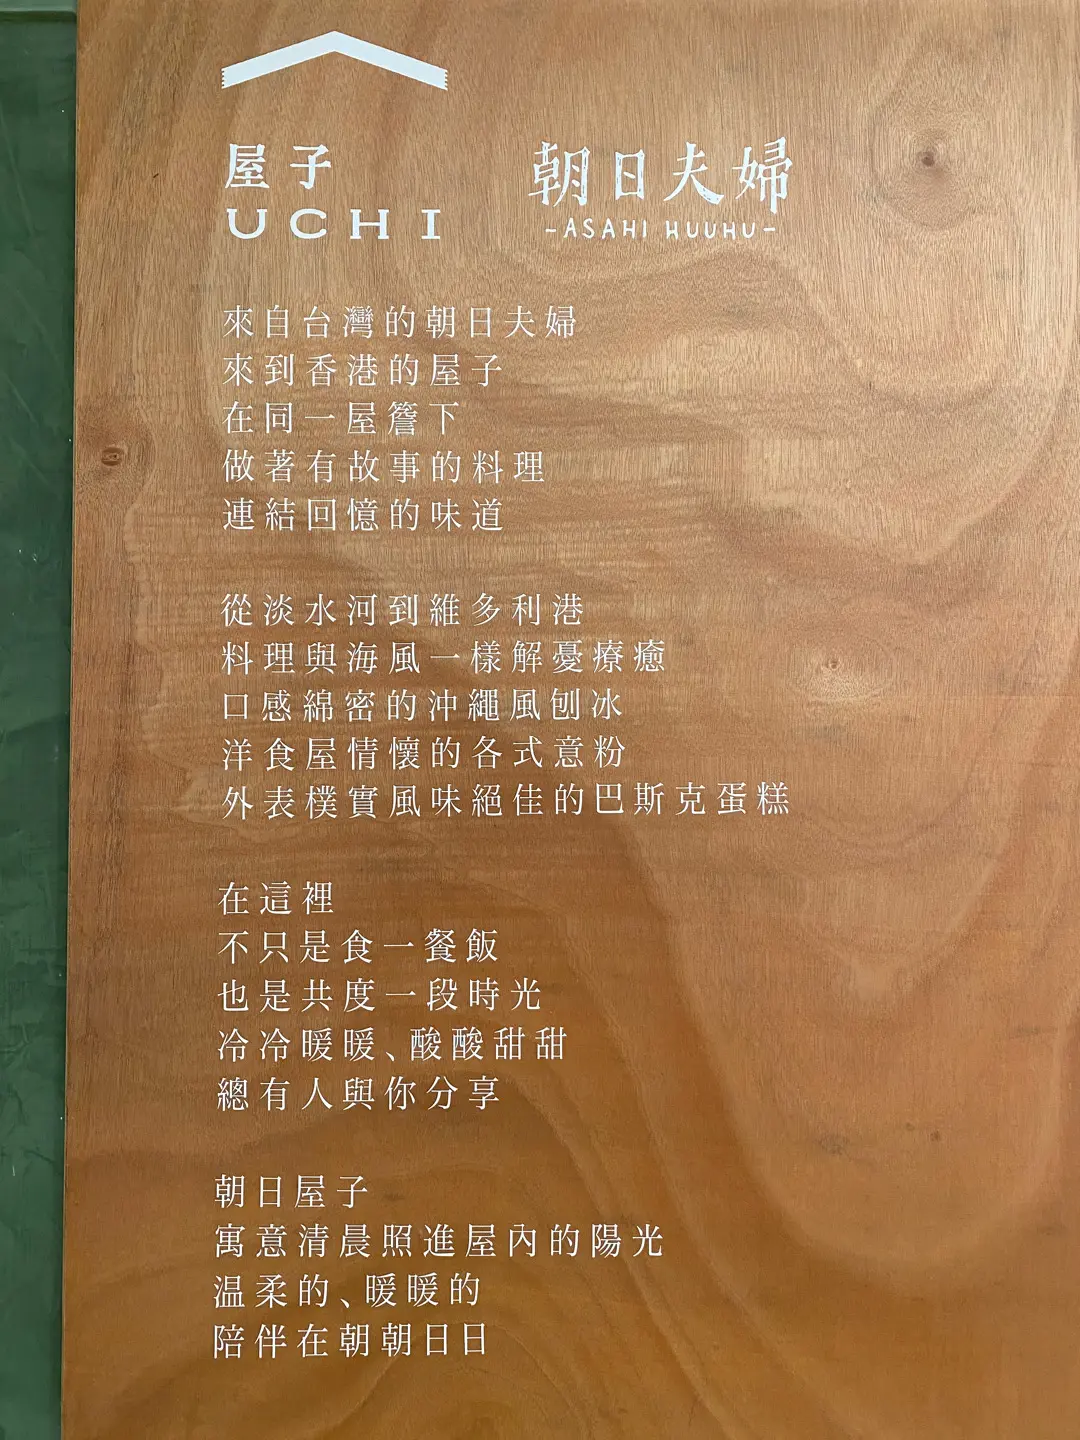 屋子
UCHI
朝日夫婦
-ASAHI HUUHU-
來自台灣的朝日夫婦
來到香港的屋子
在同一屋簷下
做著有故事的料理
連結回憶的味道
從淡水河到維多利港
料理與海風一樣解憂療癒
口感綿密的沖繩風刨冰
洋食屋情懷的各式意粉
外表樸實風味絕佳的巴斯克蛋糕
在這裡
不只是食一餐飯
也是共度一段時光
冷冷暖暖、酸酸甜甜
總有人與你分享
朝日屋子
寓意清晨照進屋內的陽光
温柔的、暖暖的
陪伴在朝朝日日